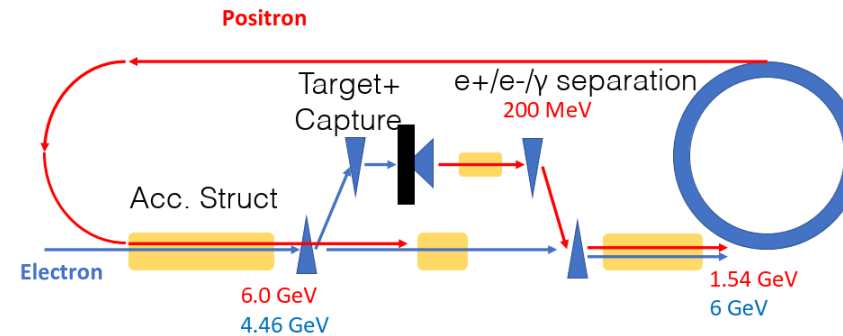 Positron
Target+
Capture
e+/e-/γ separation
200 MeV
Acc. Struct
Electron
6.0 GeV
4.46 GeV
1.54 GeV
6 GeV